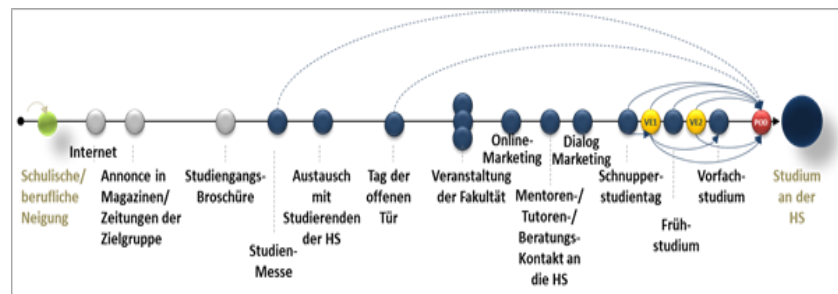 VE1
VE2
POD
Schulische/
berufliche
Neigung
Internet
Annonce in
Magazinen/
Zeitungen der
Zielgruppe
Studiengangs-
Broschüre
Studien-
Messe
Austausch
mit
Studierenden
der HS
Tag der
offenen
Tür
Veranstaltung
der Fakultät
Online-
Marketing
Mentoren-/
Tutoren-/
Beratungs-
Kontakt an
die HS
Dialog
Marketing
Schnupper-
studientag
Früh-
studium
Vorfach-
studium
Studium
an der
HS